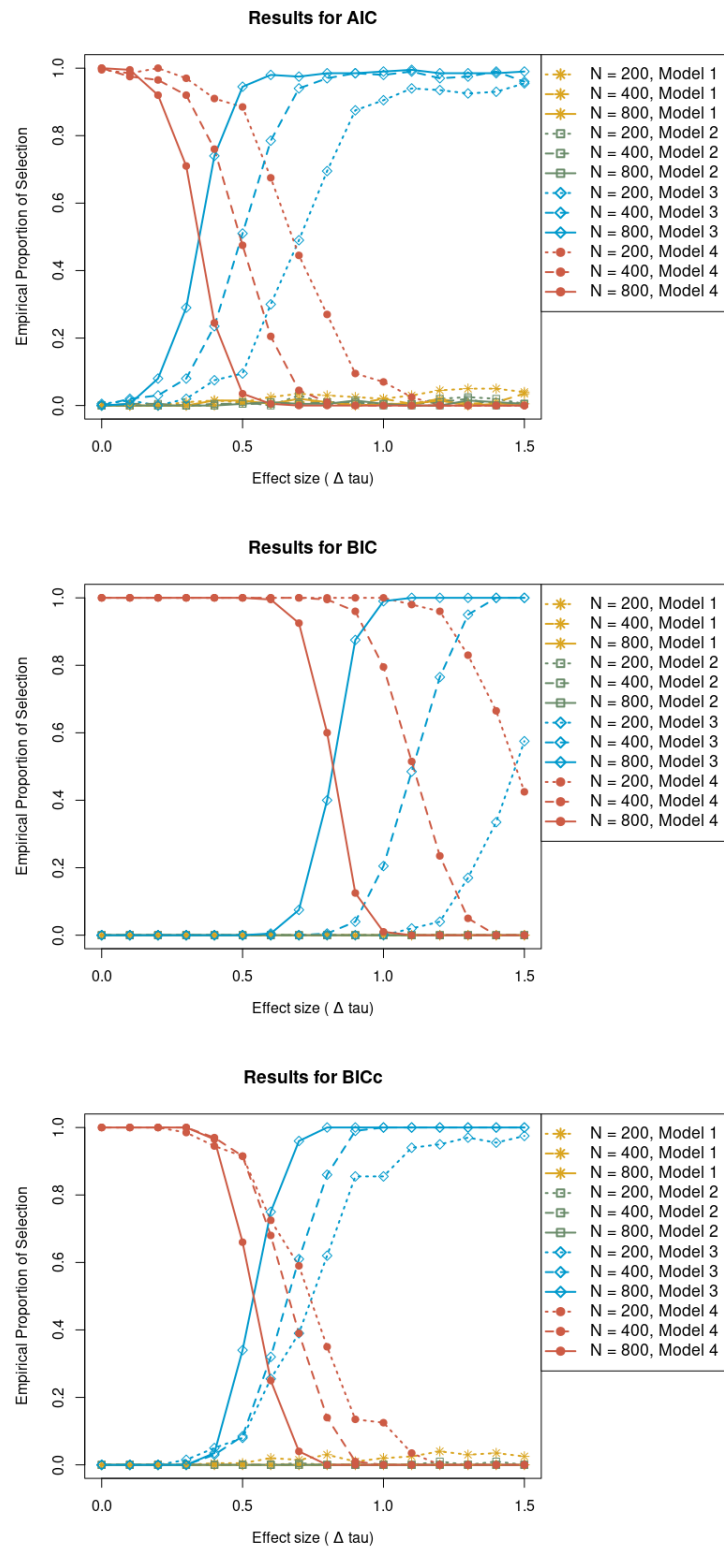 Results for AIC
Empirical Proportion of Selection
1.0
0.8
0.6
0.4
0.2
0.0
0.0 0.5 1.0 1.5
Effect size ( Δ tau)
N = 200, Model 1
N = 400, Model 1
N = 800, Model 1
N = 200, Model 2
N = 400, Model 2
N = 800, Model 2
N = 200, Model 3
N = 400, Model 3
N = 800, Model 3
N = 200, Model 4
N = 400, Model 4
N = 800, Model 4
Results for BIC
Empirical Proportion of Selection
1.0
0.8
0.6
0.4
0.2
0.0
0.0 0.5 1.0 1.5
Effect size ( Δ tau)
N = 200, Model 1
N = 400, Model 1
N = 800, Model 1
N = 200, Model 2
N = 400, Model 2
N = 800, Model 2
N = 200, Model 3
N = 400, Model 3
N = 800, Model 3
N = 200, Model 4
N = 400, Model 4
N = 800, Model 4
Results for BICc
Empirical Proportion of Selection
1.0
0.8
0.6
0.4
0.2
0.0
0.0 0.5 1.0 1.5
Effect size ( Δ tau)
N = 200, Model 1
N = 400, Model 1
N = 800, Model 1
N = 200, Model 2
N = 400, Model 2
N = 800, Model 2
N = 200, Model 3
N = 400, Model 3
N = 800, Model 3
N = 200, Model 4
N = 400, Model 4
N = 800, Model 4